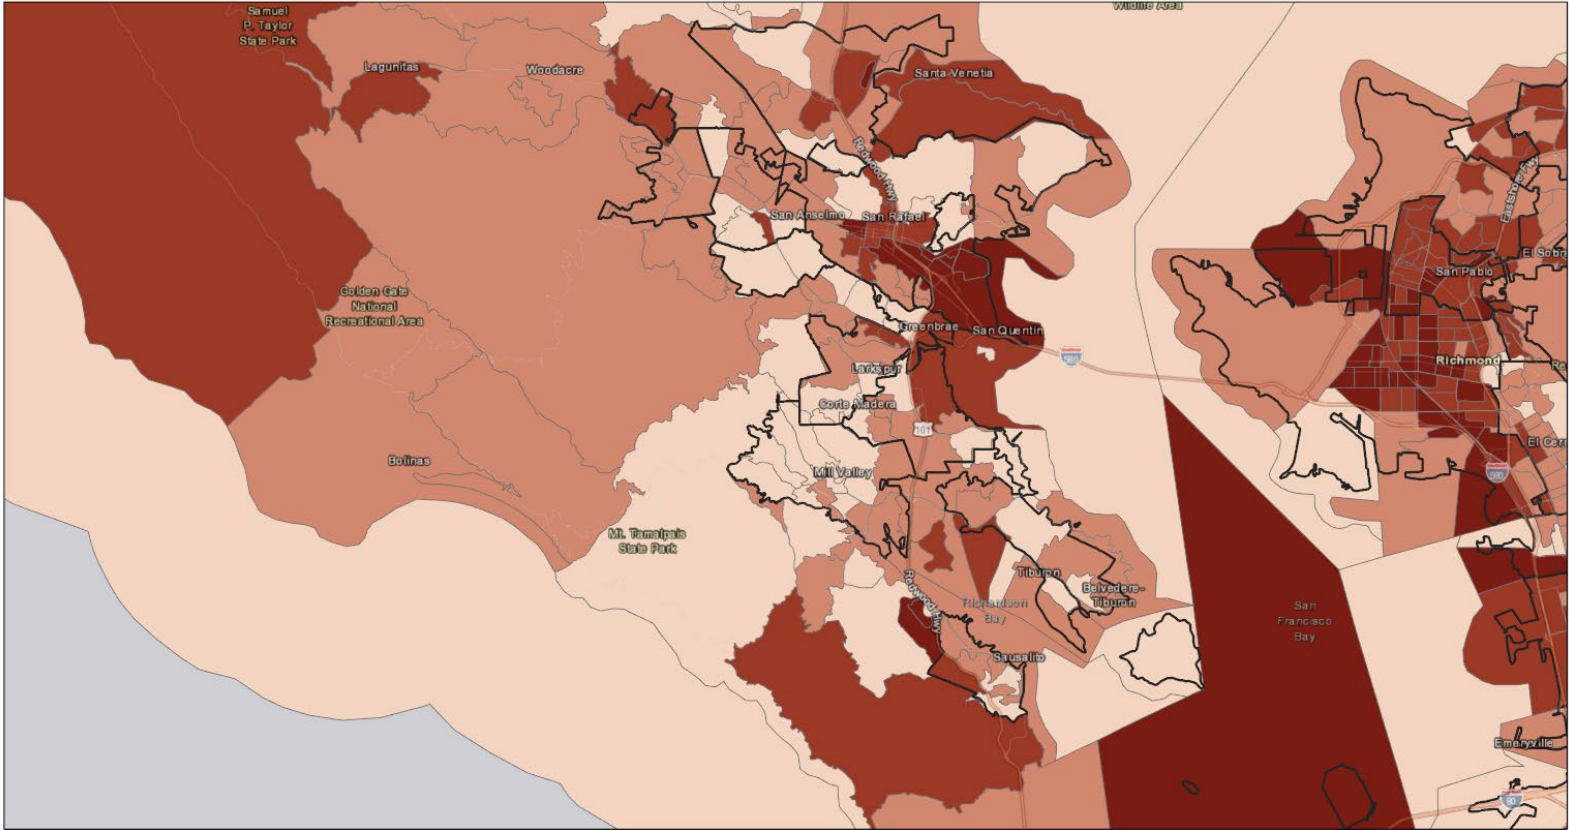 Samuel
P. Taylor
State Park
Wildlife Area
Lagunitas
Woodacre
Santa Venetia
Redwood Hwy
Eastshore Fwy
San Anselmo
San Rafael
El Sobr
San Pablo
Golden Gate
National
Recreational Area
Greenbrae
San Quentin
580
Richmond
Re
Larkspur
Corte Madera
101
El Cerr
Bolinas
Mill Valley
580
Mt. Tamalpais
State Park
Tiburon
Belvedere-
Tiburon
Redwood Hwy
Richardson
Bay
San
Francisco
Bay
Sausalito
Emeryville
80